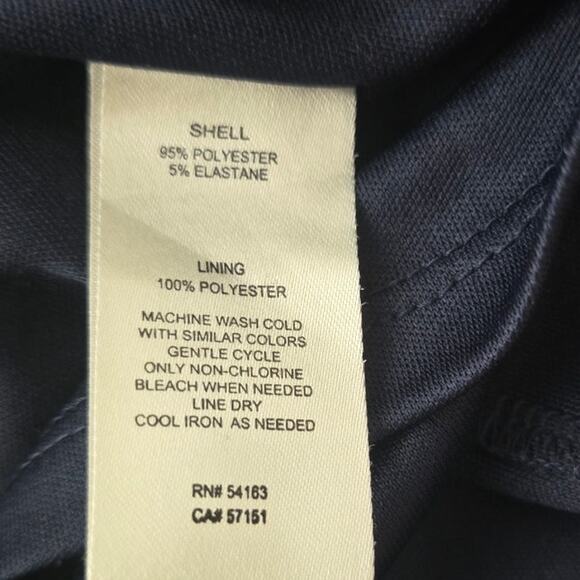 SHELL
95% POLYESTER
5% ELASTANE
LINING
100% POLYESTER
MACHINE WASH COLD
WITH SIMILAR COLORS
GENTLE CYCLE
ONLY NON-CHLORINE
BLEACH WHEN NEEDED
LINE DRY
COOL IRON AS NEEDED
RN# 54163
CA# 57151